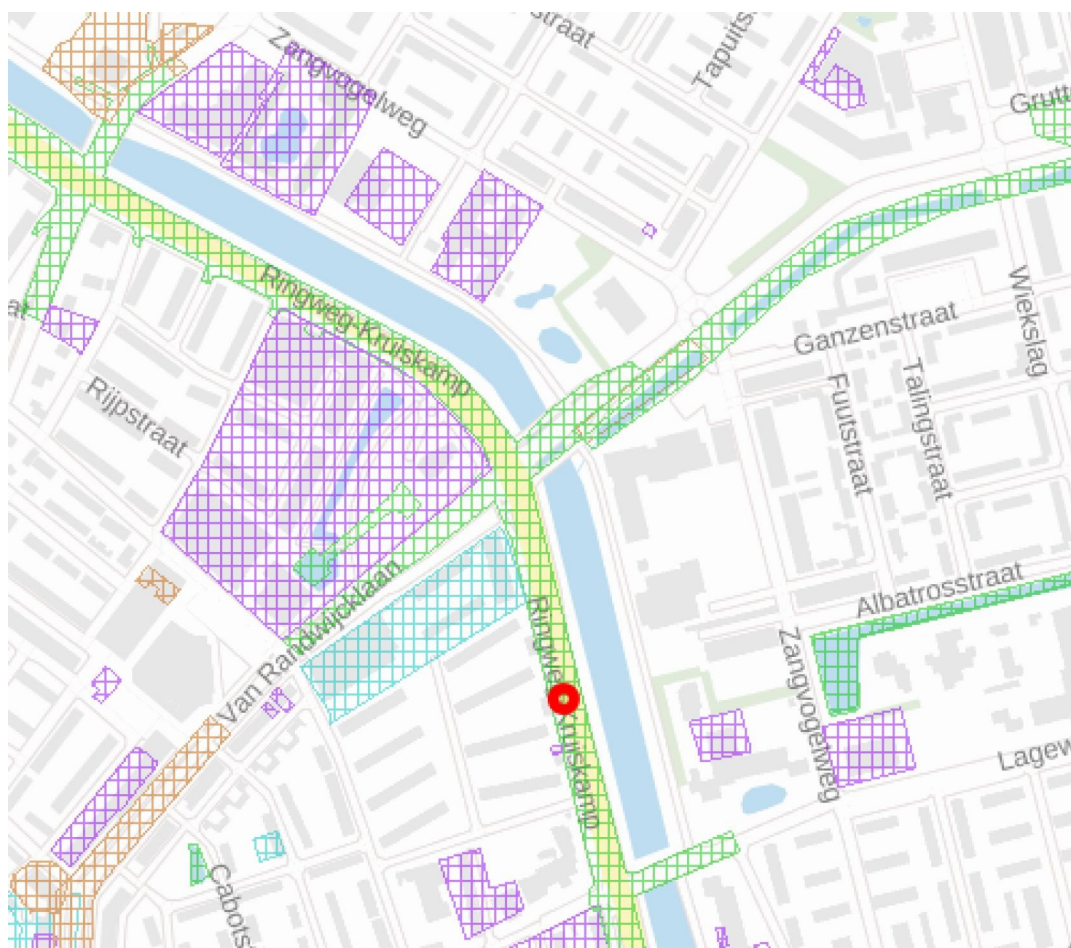 straat
Tapuits
Zangvogelweg
Grutt
Ringweg-Kruiskamp
Wiekslag
Ganzenstraat
at
Rijpstraat
Fuutstraat
Talingstraat
Albatrosstraat
Van Randwijcklaan
Ringweg-Kruiskamp
Zangvogelweg
Lagew
Cabots